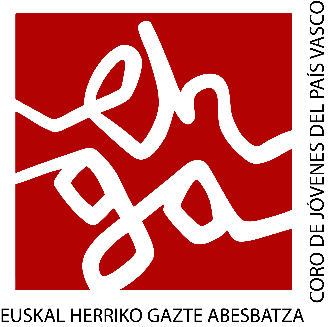 eh
ga
EUSKAL HERRIKO GAZTE ABESBATZA
CORO DE JÓVENES DEL PAÍS VASCO